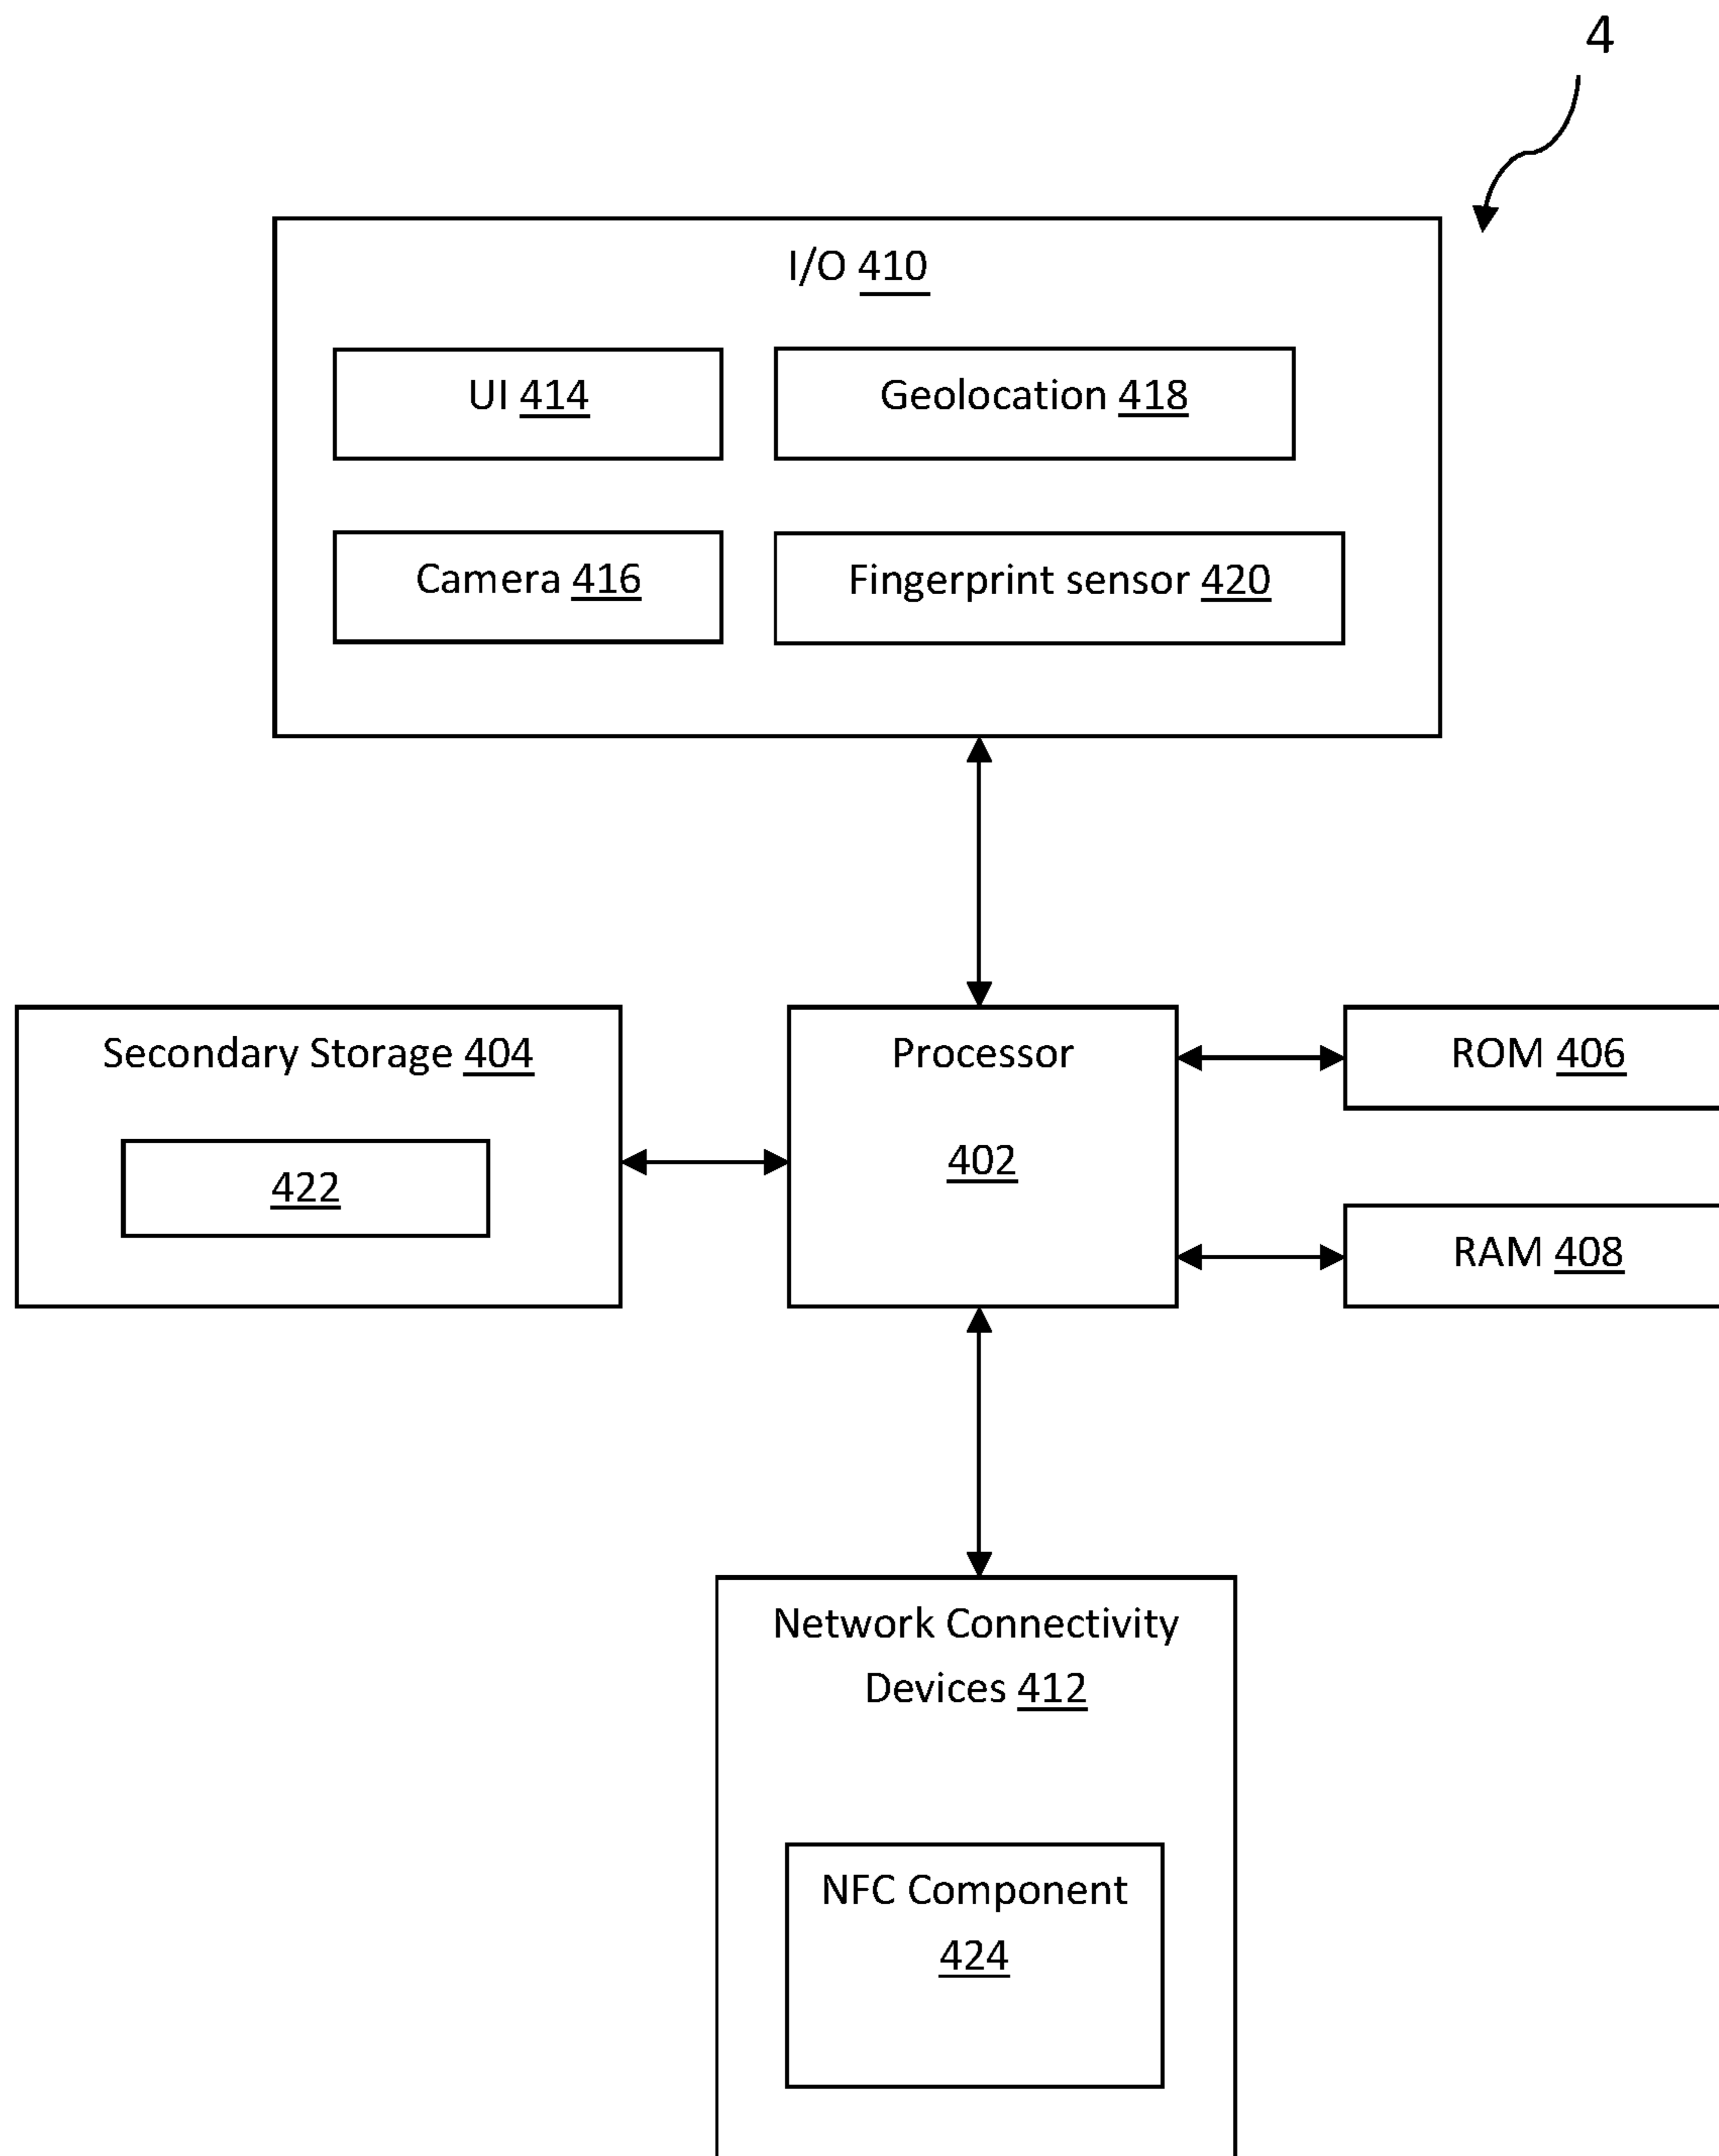 4
I/O 410
UI 414
Geolocation 418
Camera 416
Fingerprint sensor 420
Secondary Storage 404
422
Processor
402
ROM 406
RAM 408
Network Connectivity
Devices 412
NFC Component
424